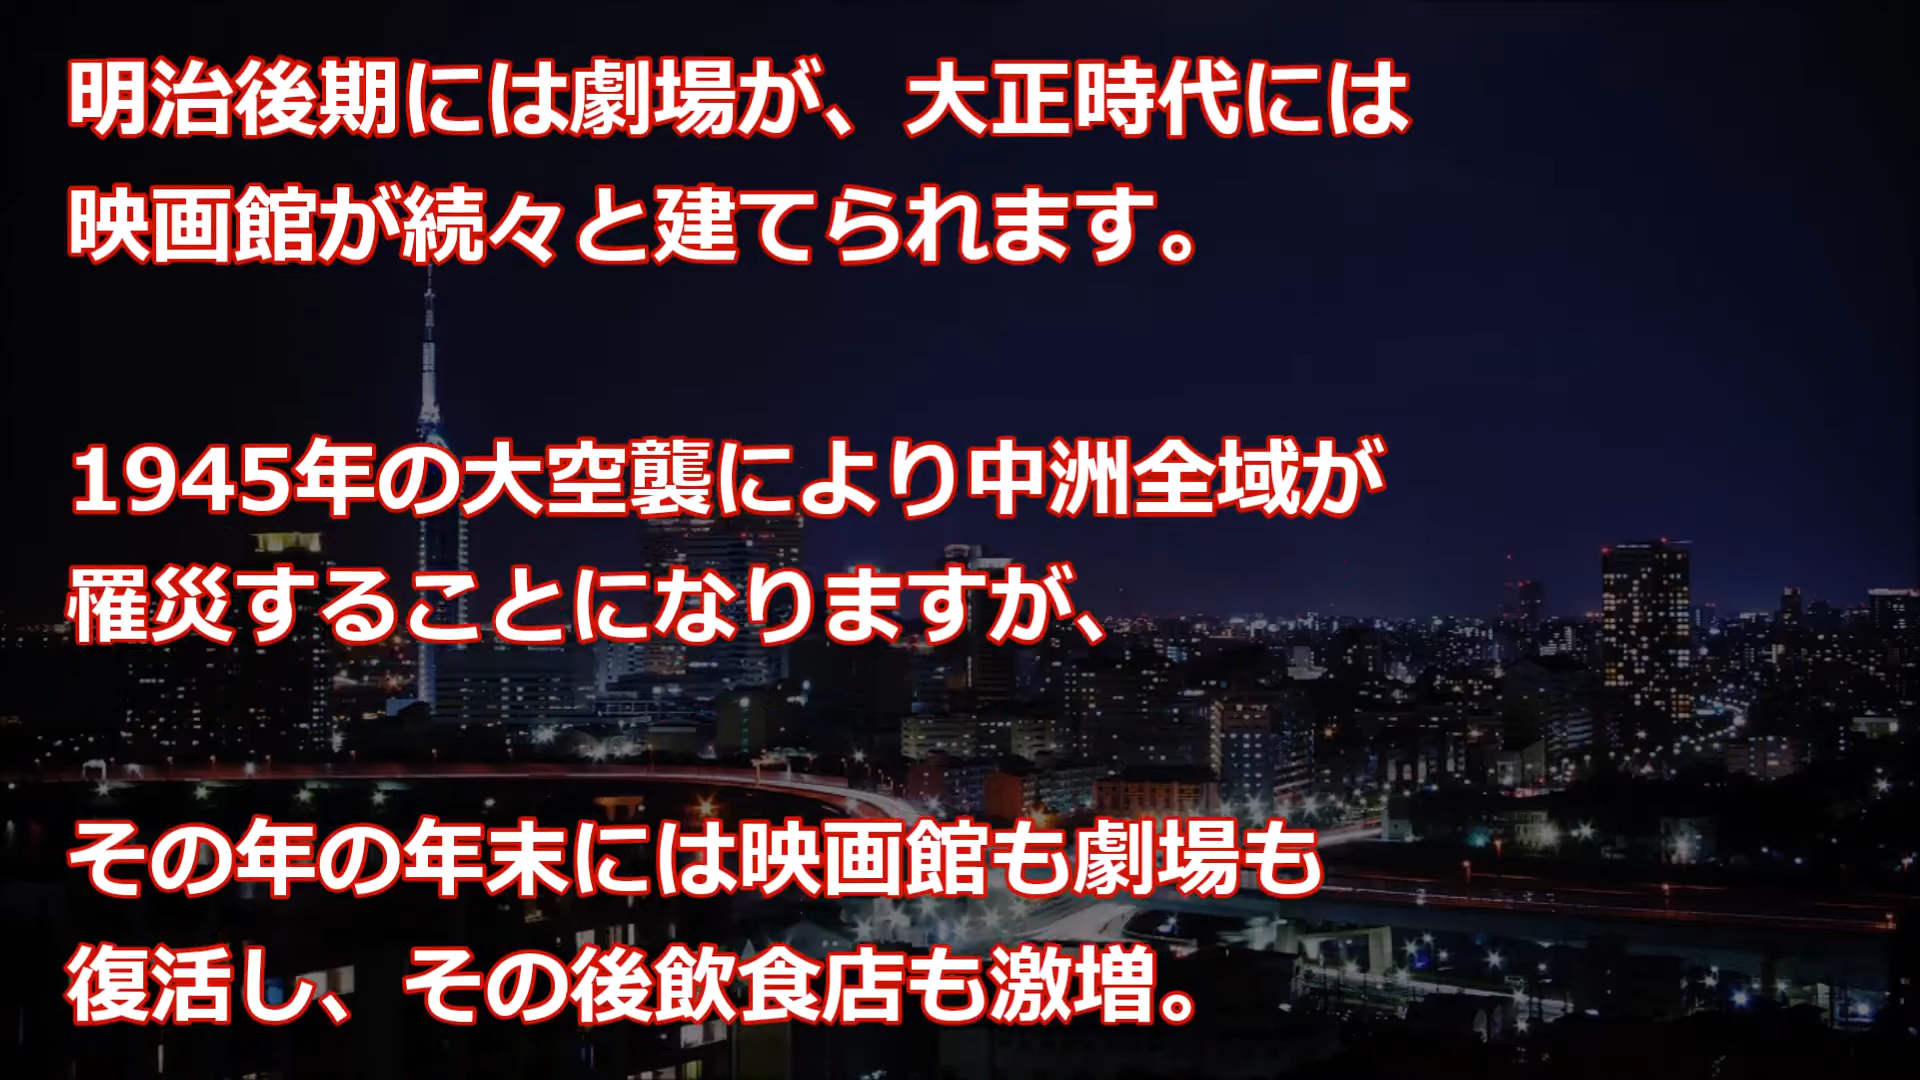 明治後期には劇場が、大正時代には
映画館が続々と建てられます。
1945年の大空襲により中洲全域が
罹災することになりますが、
その年の年末には映画館も劇場も
復活し、その後飲食店も激増。